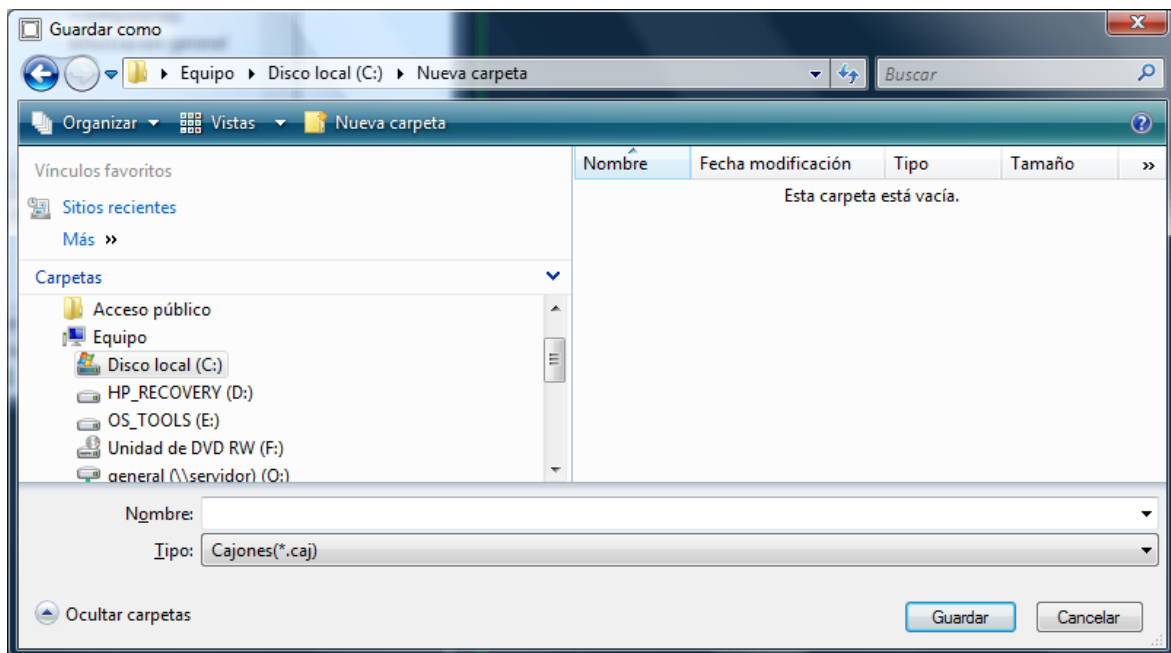 Guardar como
Equipo Disco local (C:) Nueva carpeta
Buscar
Organizar Vistas Nueva carpeta
Vínculos favoritos
Sitios recientes
Más »
Carpetas
Acceso público
Equipo
Disco local (C:)
HP_RECOVERY (D:)
OS_TOOLS (E:)
Unidad de DVD RW (F:)
general (\\servidor) (O:)
Nombre Fecha modificación Tipo Tamaño »
Esta carpeta está vacía.
Nombre:
Tipo: Cajones(*.caj)
Ocultar carpetas
Guardar Cancelar